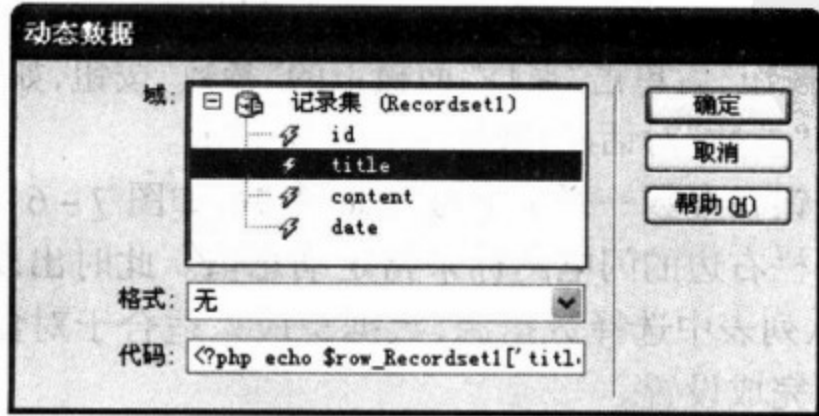 动态数据
域:
记录集 (Recordset1)
id
title
content
date
确定
取消
帮助(H)
格式: 无
代码: <?php echo $row_Recordset1['titl